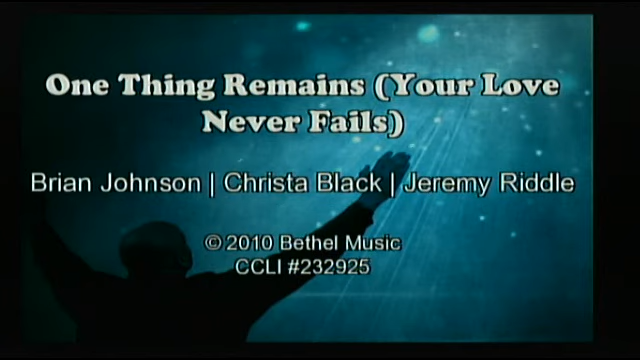 One Thing Remains (Your Love
Never Fails)
Brian Johnson | Christa Black | Jeremy Riddle
© 2010 Bethel Music
CCLI #232925